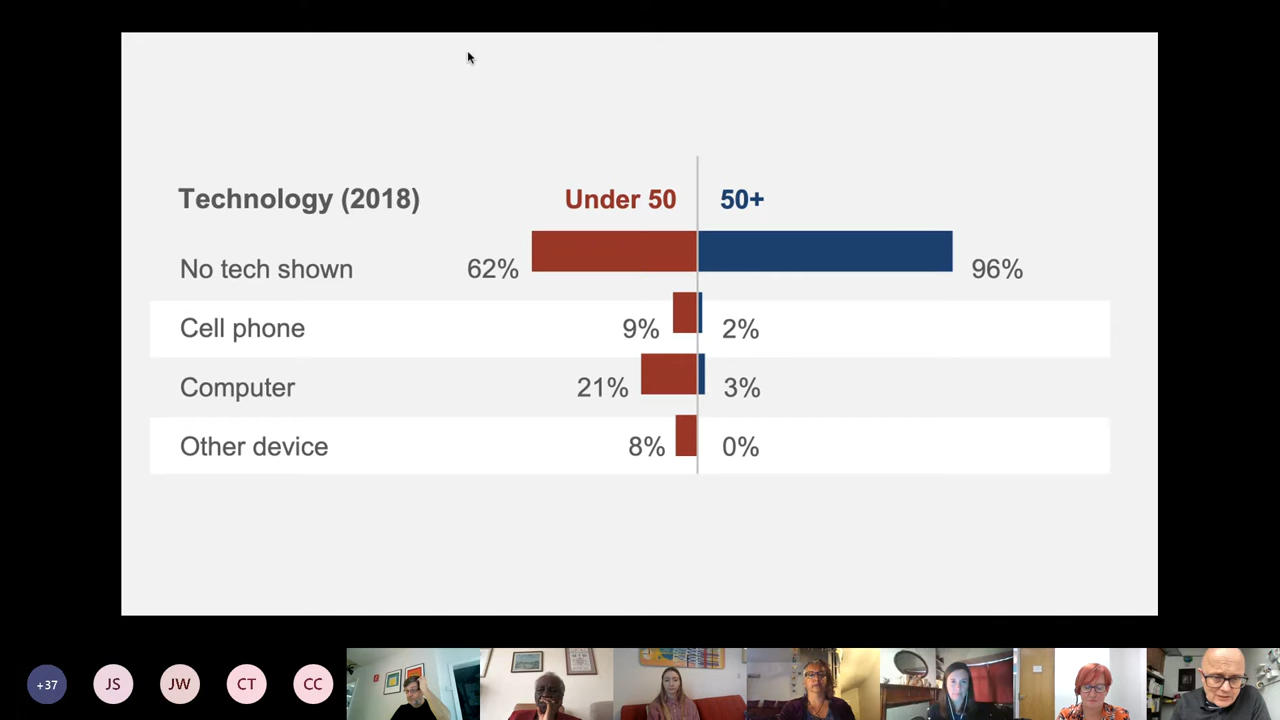 Technology (2018) Under 50 50+
No tech shown 62% 96%
Cell phone 9% 2%
Computer 21% 3%
Other device 8% 0%
+37 JS JW CT CC